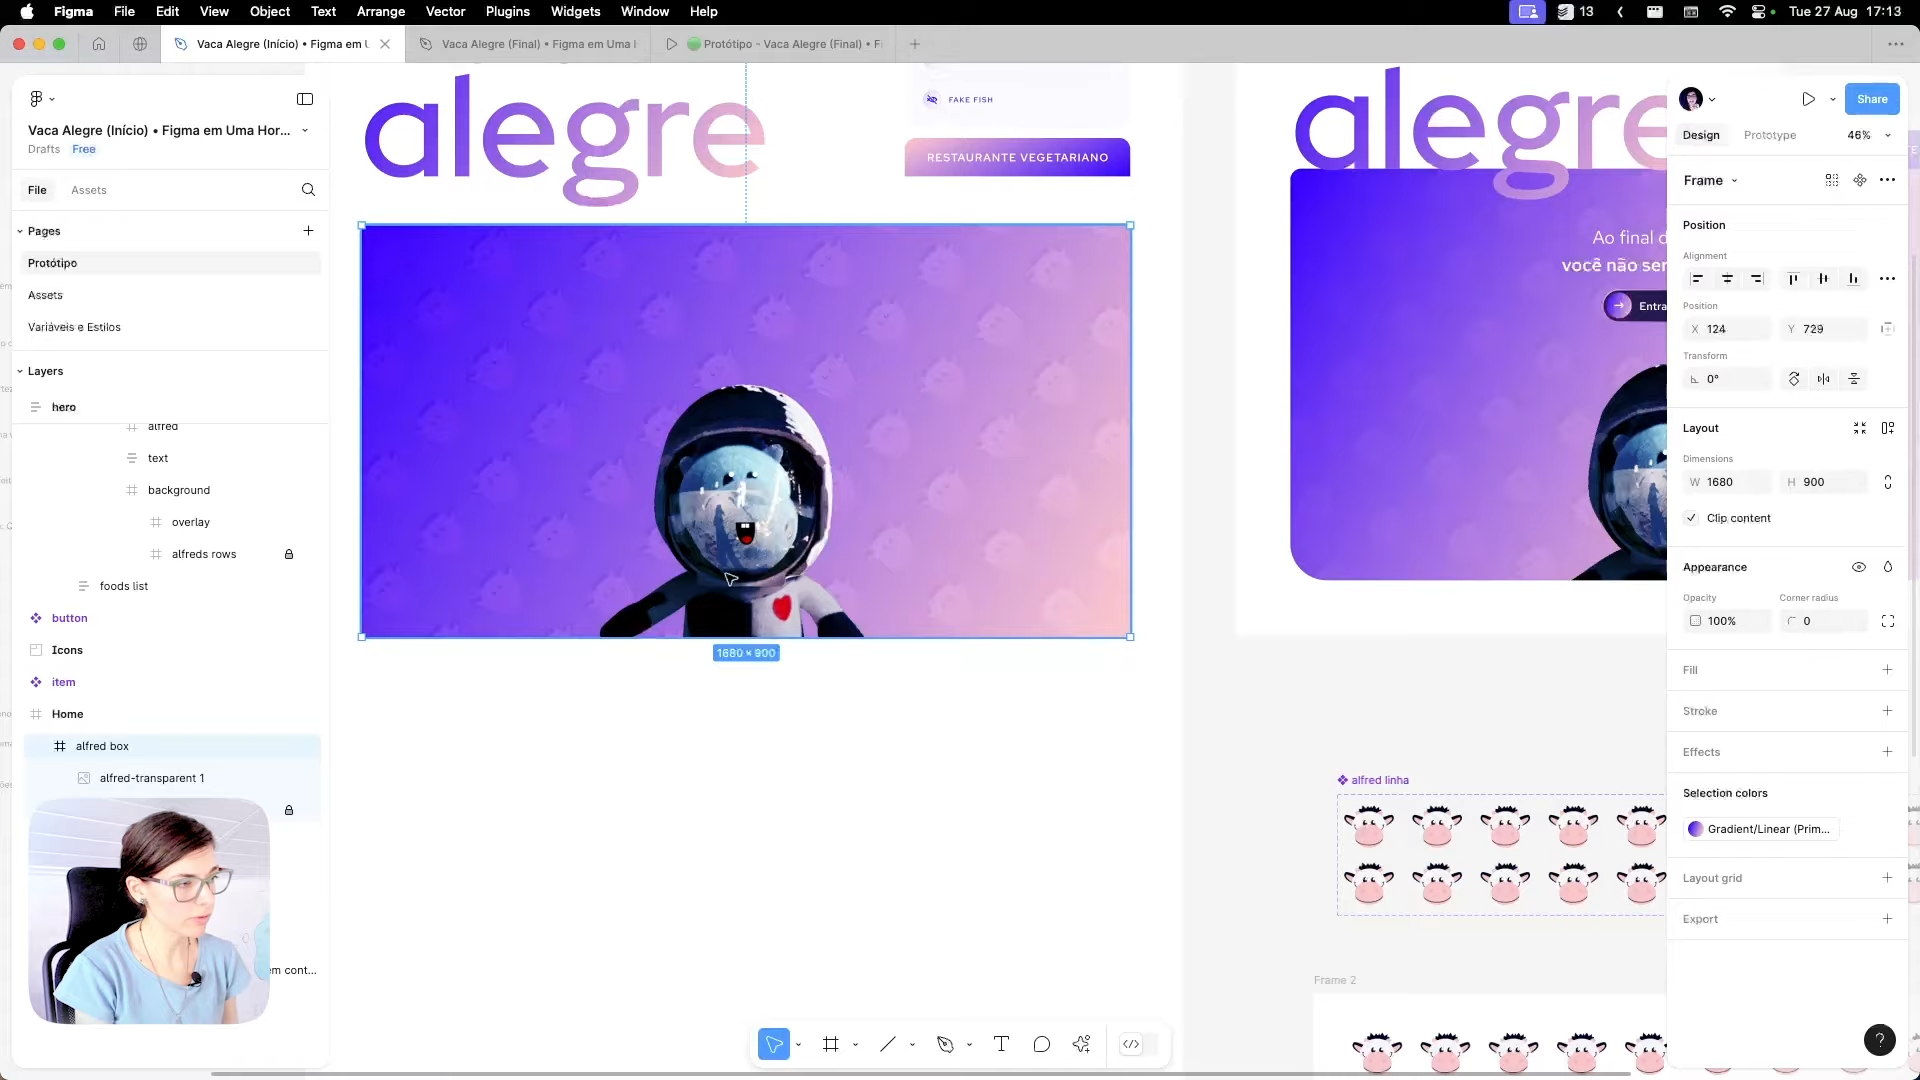 Figma File Edit View Object Text Arrange Vector Plugins Widgets Window Help
13
Tue 27 Aug 17:13
Vaca Alegre (Início) • Figma em U
Vaca Alegre (Final) • Figma em Uma
Protótipo - Vaca Alegre (Final) • F
Vaca Alegre (Início) • Figma em Uma Hor...
Drafts Free
File Assets
Pages
Protótipo
Assets
Variáveis e Estilos
Layers
hero
alfred
text
background
overlay
alfreds rows
foods list
button
Icons
item
Home
alfred box
alfred-transparent 1
em cont...
alegre
FAKE FISH
RESTAURANTE VEGETARIANO
1680 × 900
alegre
Ao final d
você não ser
Entra
alfred linha
Frame 2
Share
Design Prototype 46%
Frame
Position
Alignment
Position
X 124 Y 729
Transform
0°
Layout
Dimensions
W 1680 H 900
Clip content
Appearance
Opacity Corner radius
100% 0
Fill
Stroke
Effects
Selection colors
Gradient/Linear (Prim...
Layout grid
Export
?